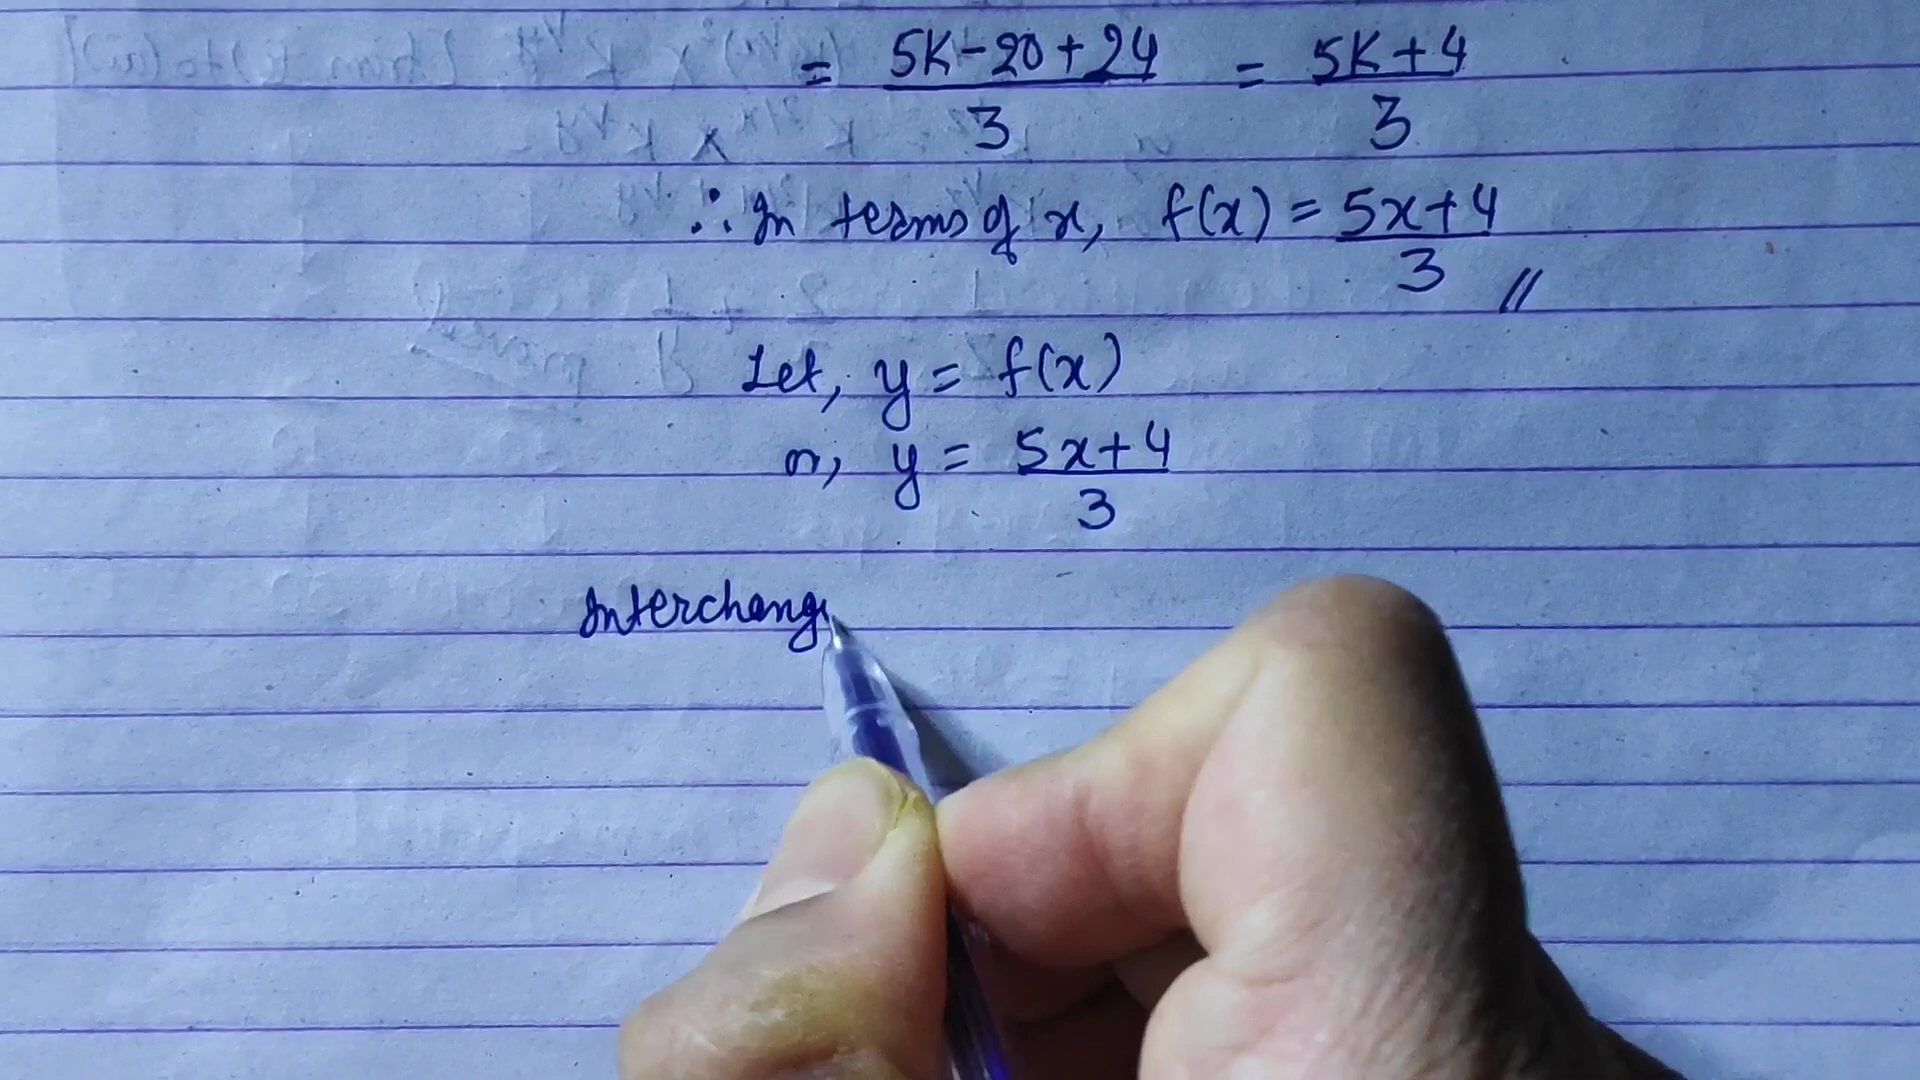 = 5K-20+24/3 = 5K+4/3
∴ In terms of x, f(x) = 5x+4/3 //
Let, y = f(x)
or, y = 5x+4/3
Interchang